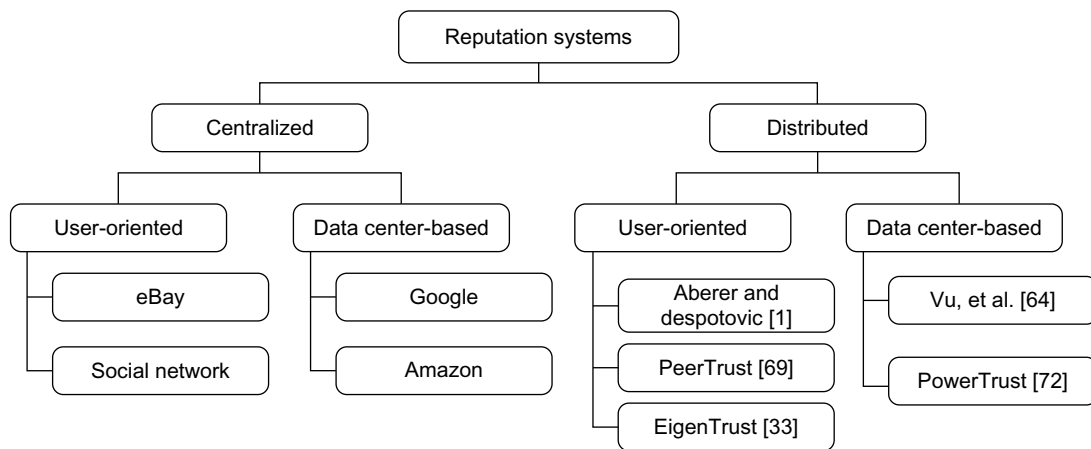 Reputation systems
Centralized
Distributed
User-oriented
Data center-based
User-oriented
Data center-based
eBay
Google
Aberer and
despotovic [1]
Vu, et al. [64]
Social network
Amazon
PeerTrust [69]
PowerTrust [72]
EigenTrust [33]